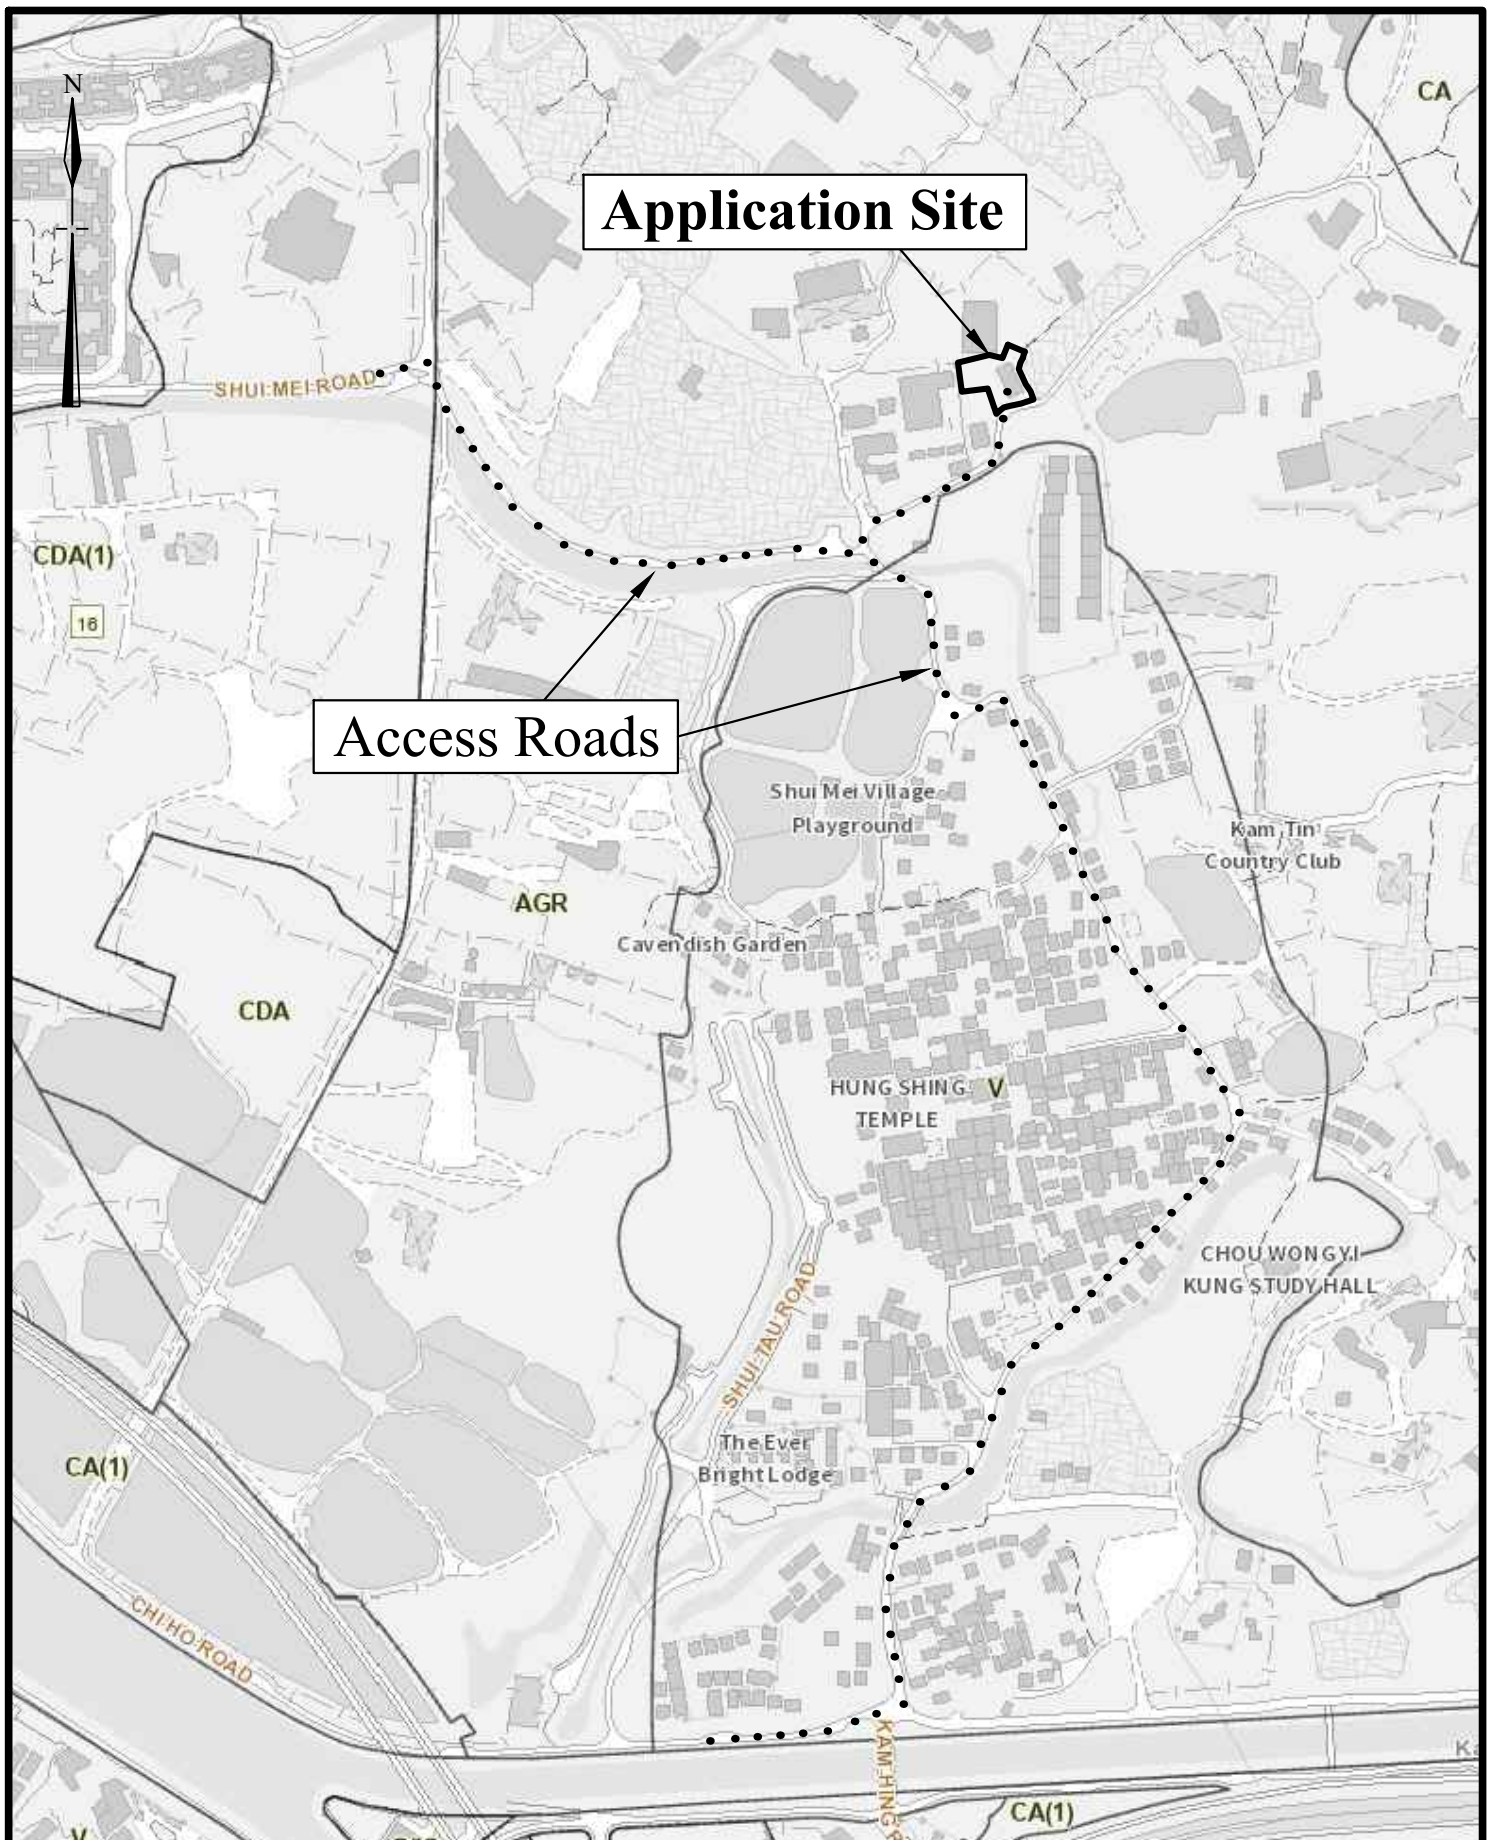 N
CA
Application Site
SHUI MEI ROAD
CDA(1)
16
Access Roads
Shui Mei Village
Playground
Kam Tin
Country Club
AGR
Cavendish Garden
CDA
HUNG SHING
TEMPLE
V
CHOU WONG YI
KUNG STUDY HALL
SHUI TAU ROAD
The Ever
Bright Lodge
CA(1)
CHI HO ROAD
KAM HING
CA(1)
V